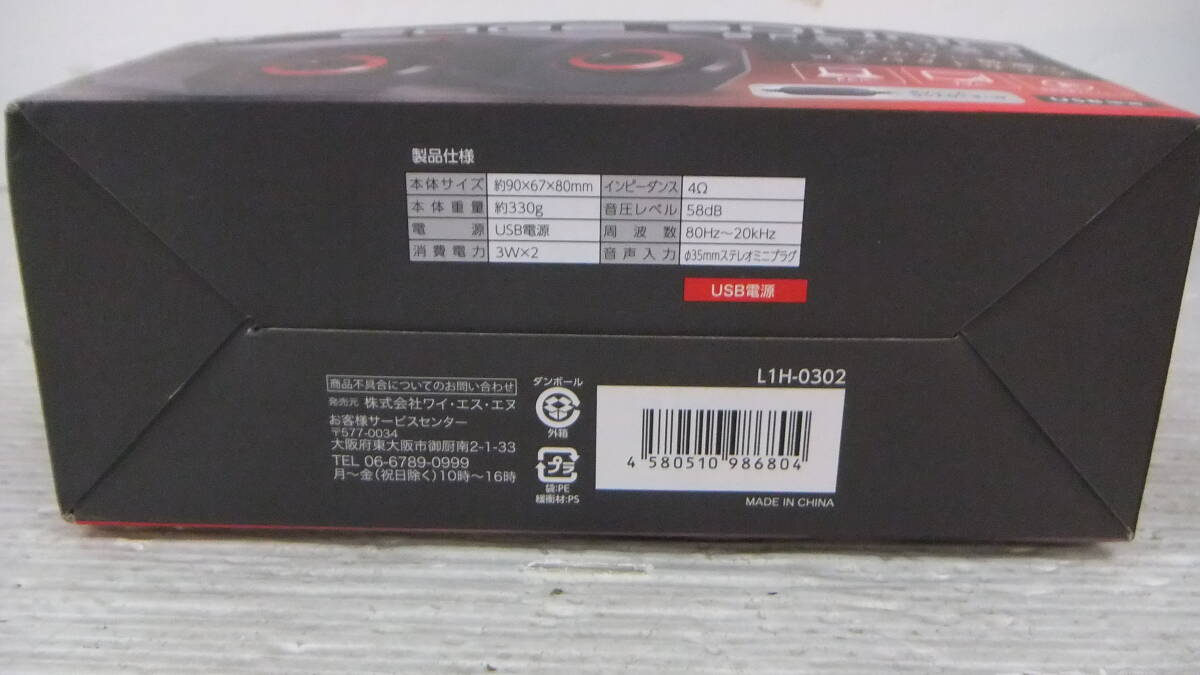 製品仕様
本体サイズ 約90×67×80mm インピーダンス 4Ω
本体重量 約330g 音圧レベル 58dB
電源 USB電源 周波数 80Hz～20kHz
消費電力 3W×2 音声入力 φ35mmステレオミニプラグ
USB電源
商品不具合についてのお問い合わせ
発売元 株式会社ワイ・エス・エヌ
お客様サービスセンター
〒577-0034
大阪府東大阪市御厨南2-1-33
TEL 06-6789-0999
月～金(祝日除く)10時～16時
ダンボール
外箱
プラ
袋:PE
緩衝材:PS
L1H-0302
4 580510 986804
MADE IN CHINA